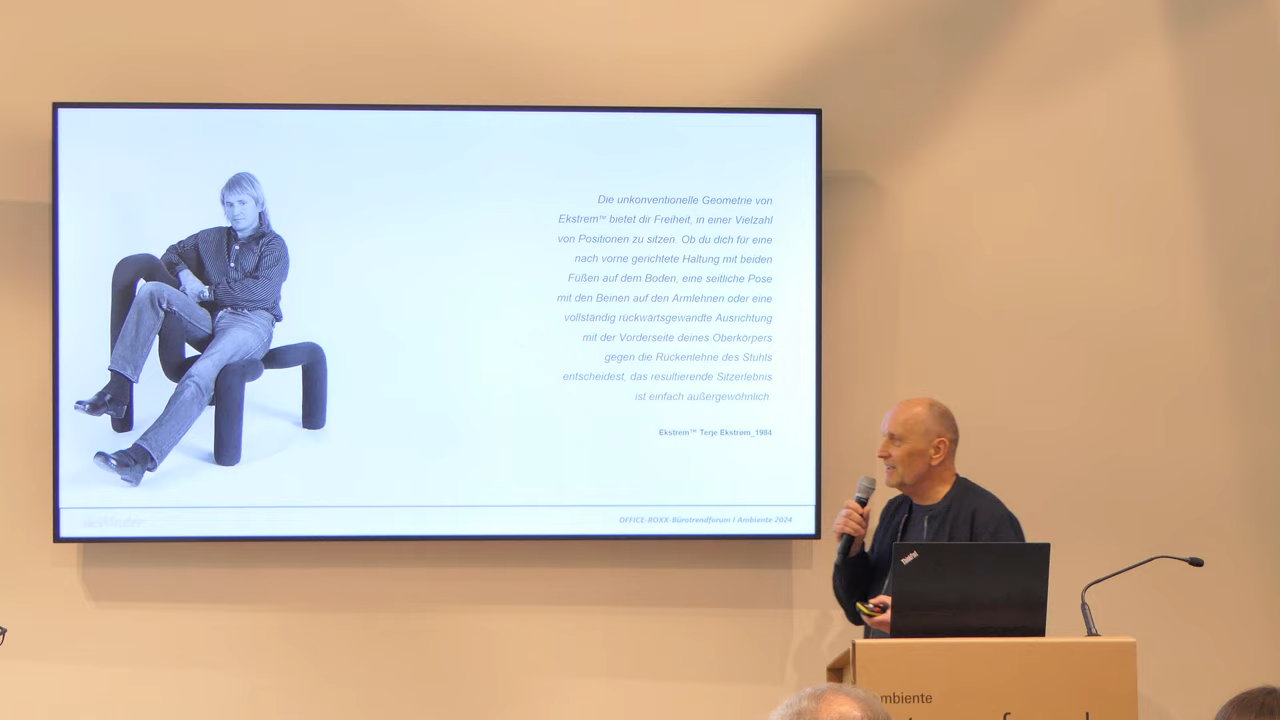 Die unkonventionelle Geometrie von
Ekstrem™ bietet dir Freiheit, in einer Vielzahl
von Positionen zu sitzen. Ob du dich für eine
nach vorne gerichtete Haltung mit beiden
Füßen auf dem Boden, eine seitliche Pose
mit den Beinen auf den Armlehnen oder eine
vollständig rückwärtsgewandte Ausrichtung
mit der Vorderseite deines Oberkörpers
gegen die Rückenlehne des Stuhls
entscheidest, das resultierende Sitzerlebnis
ist einfach außergewöhnlich.
Ekstrem™ Terje Ekstrøm_1984
OFFICE-ROXX-Bürotrendforum I Ambiente 2024
ThinkPad
ambiente